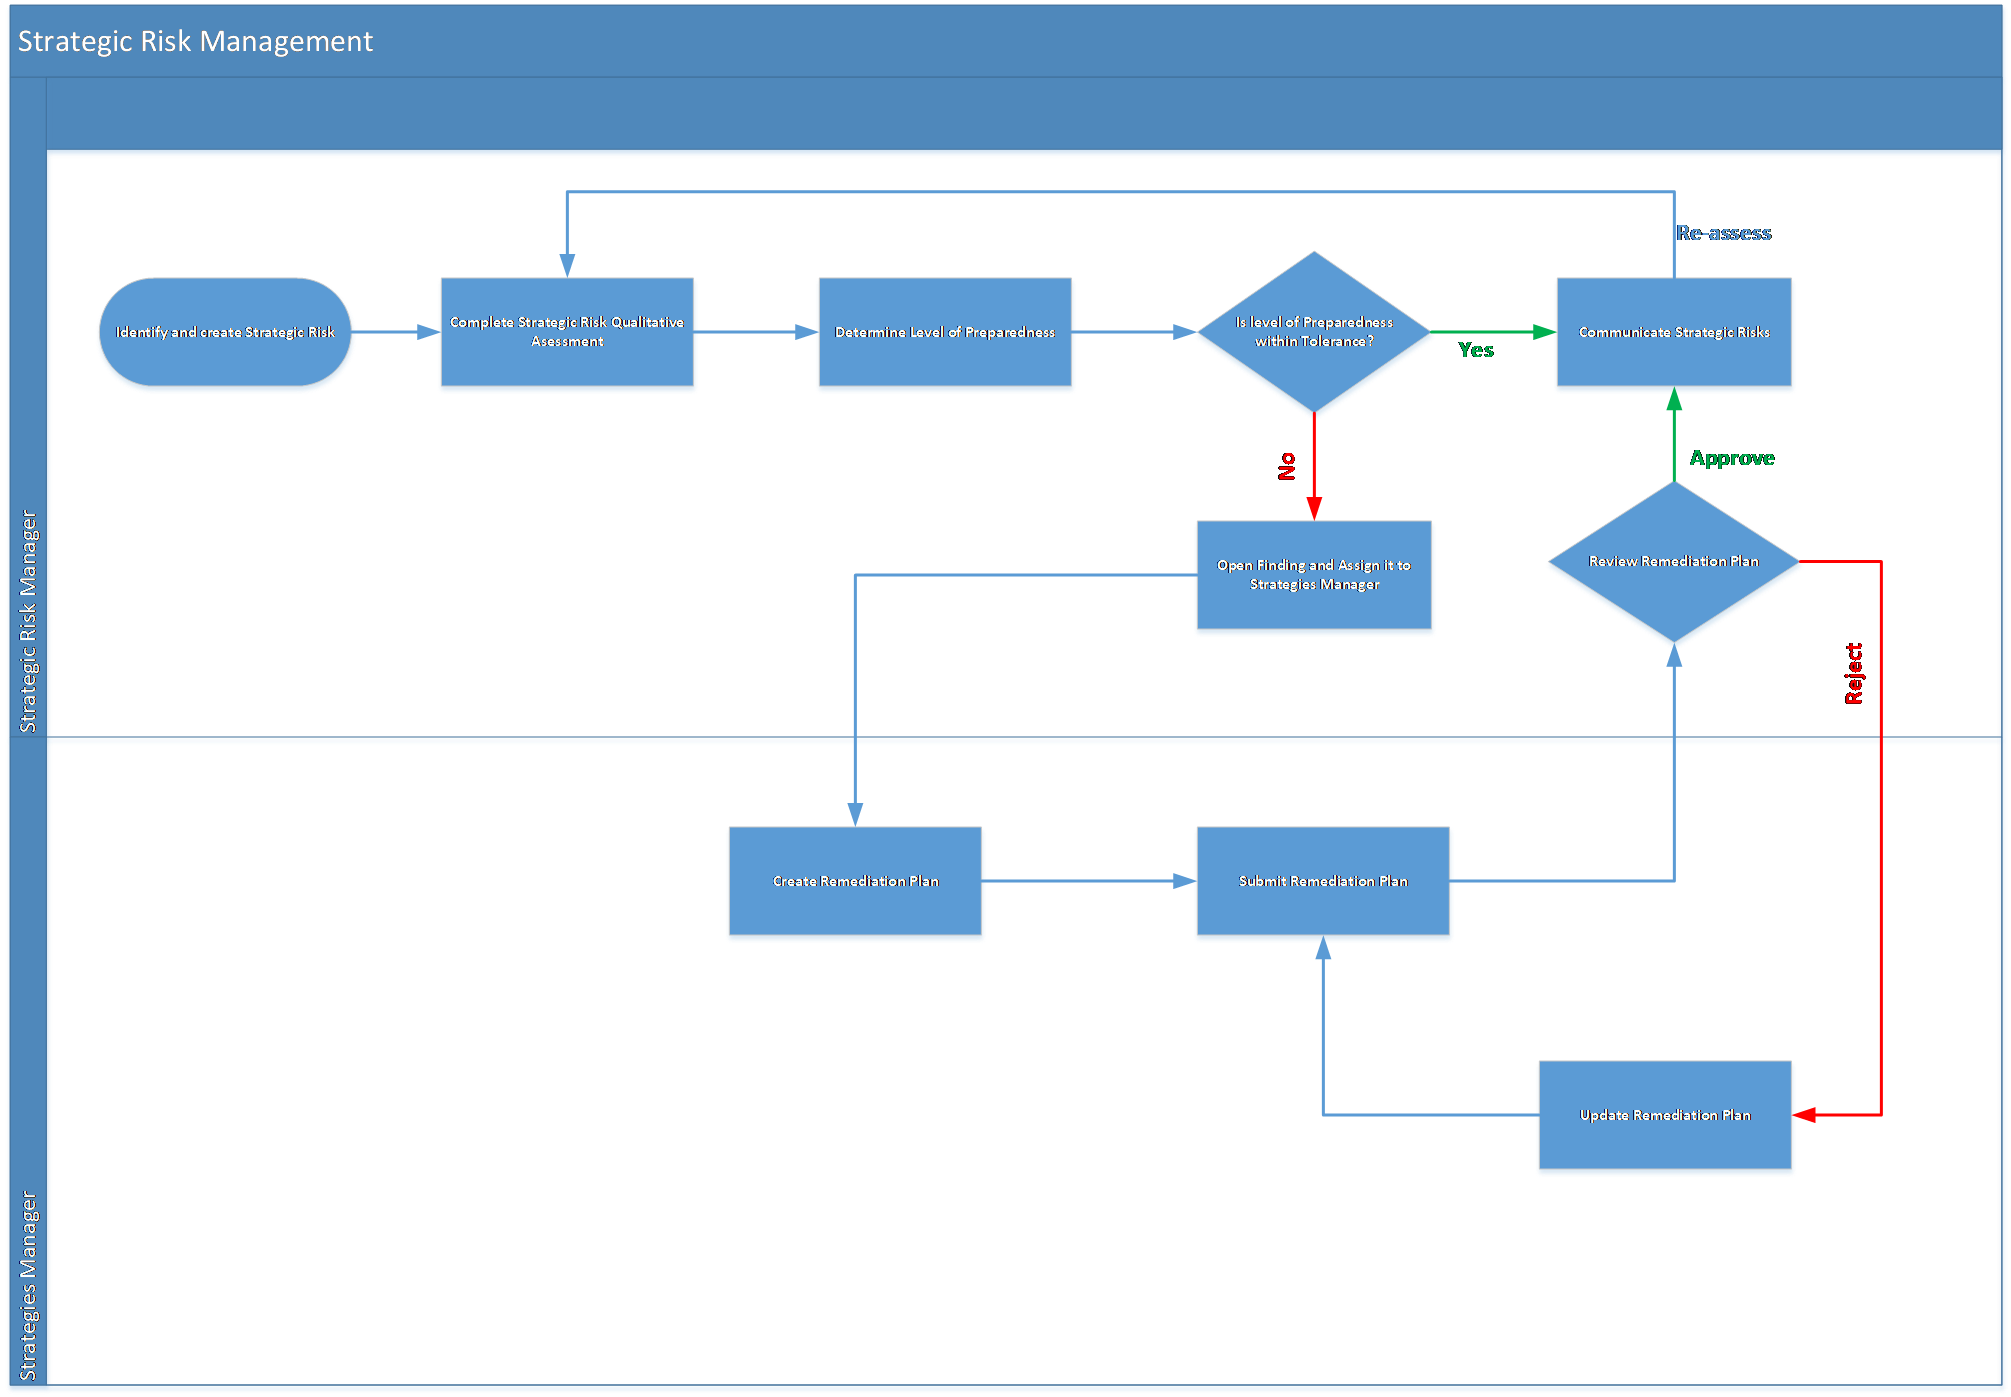 Strategic Risk Management
Strategic Risk Manager
Re-assess
Identify and create Strategic Risk
Complete Strategic Risk Qualitative
Asessment
Determine Level of Preparedness
Is level of Preparedness
within Tolerance?
Yes
Communicate Strategic Risks
No
Approve
Open Finding and Assign it to
Strategies Manager
Review Remediation Plan
Reject
Strategies Manager
Create Remediation Plan
Submit Remediation Plan
Update Remediation Plan